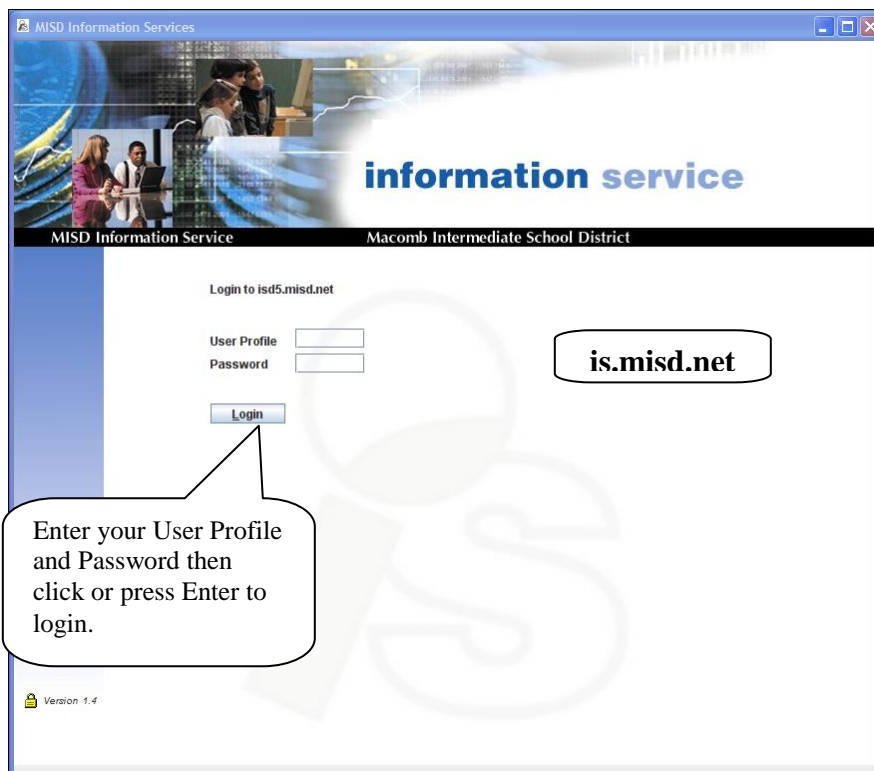 MISD Information Services
information service
MISD Information Service Macomb Intermediate School District
Login to isd5.misd.net
User Profile
Password
is.misd.net
Login
Enter your User Profile
and Password then
click or press Enter to
login.
is
Version 1.4